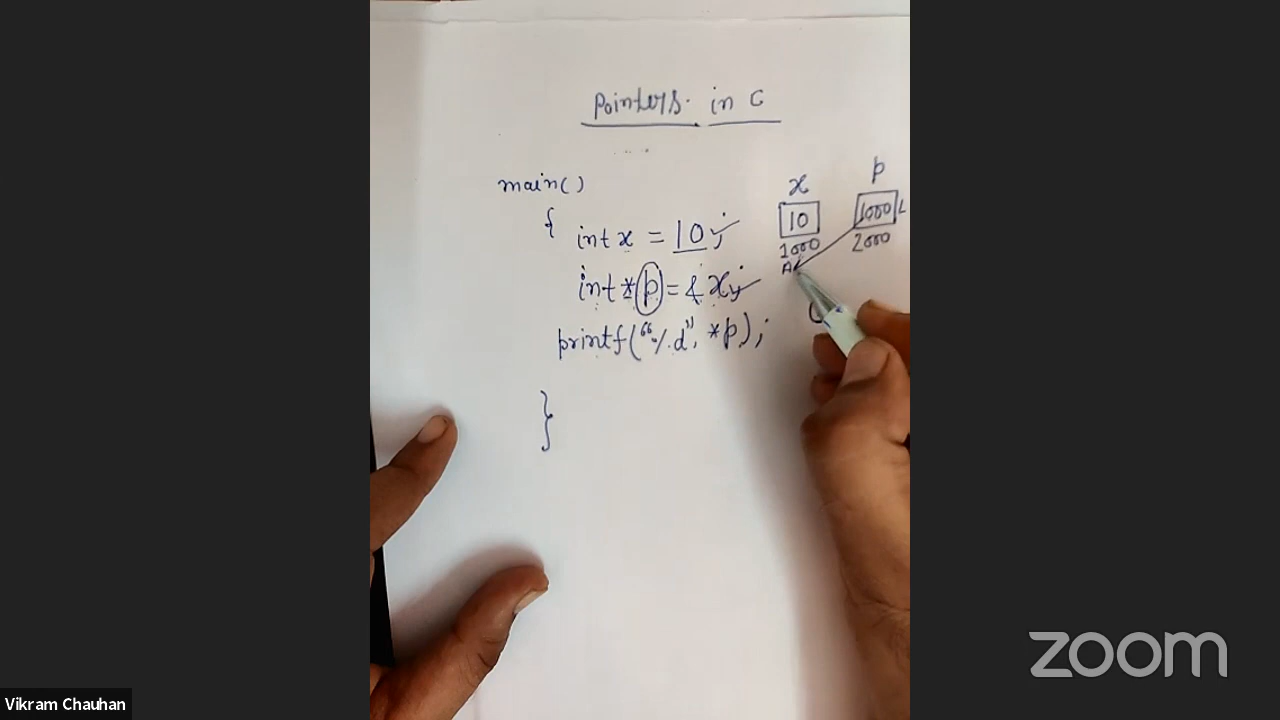 Pointers. in C
main()
{ int x = 10;
int *p = & x;
printf("%d", *p);
}
x
10
1000
p
1000
2000
Vikram Chauhan
zoom